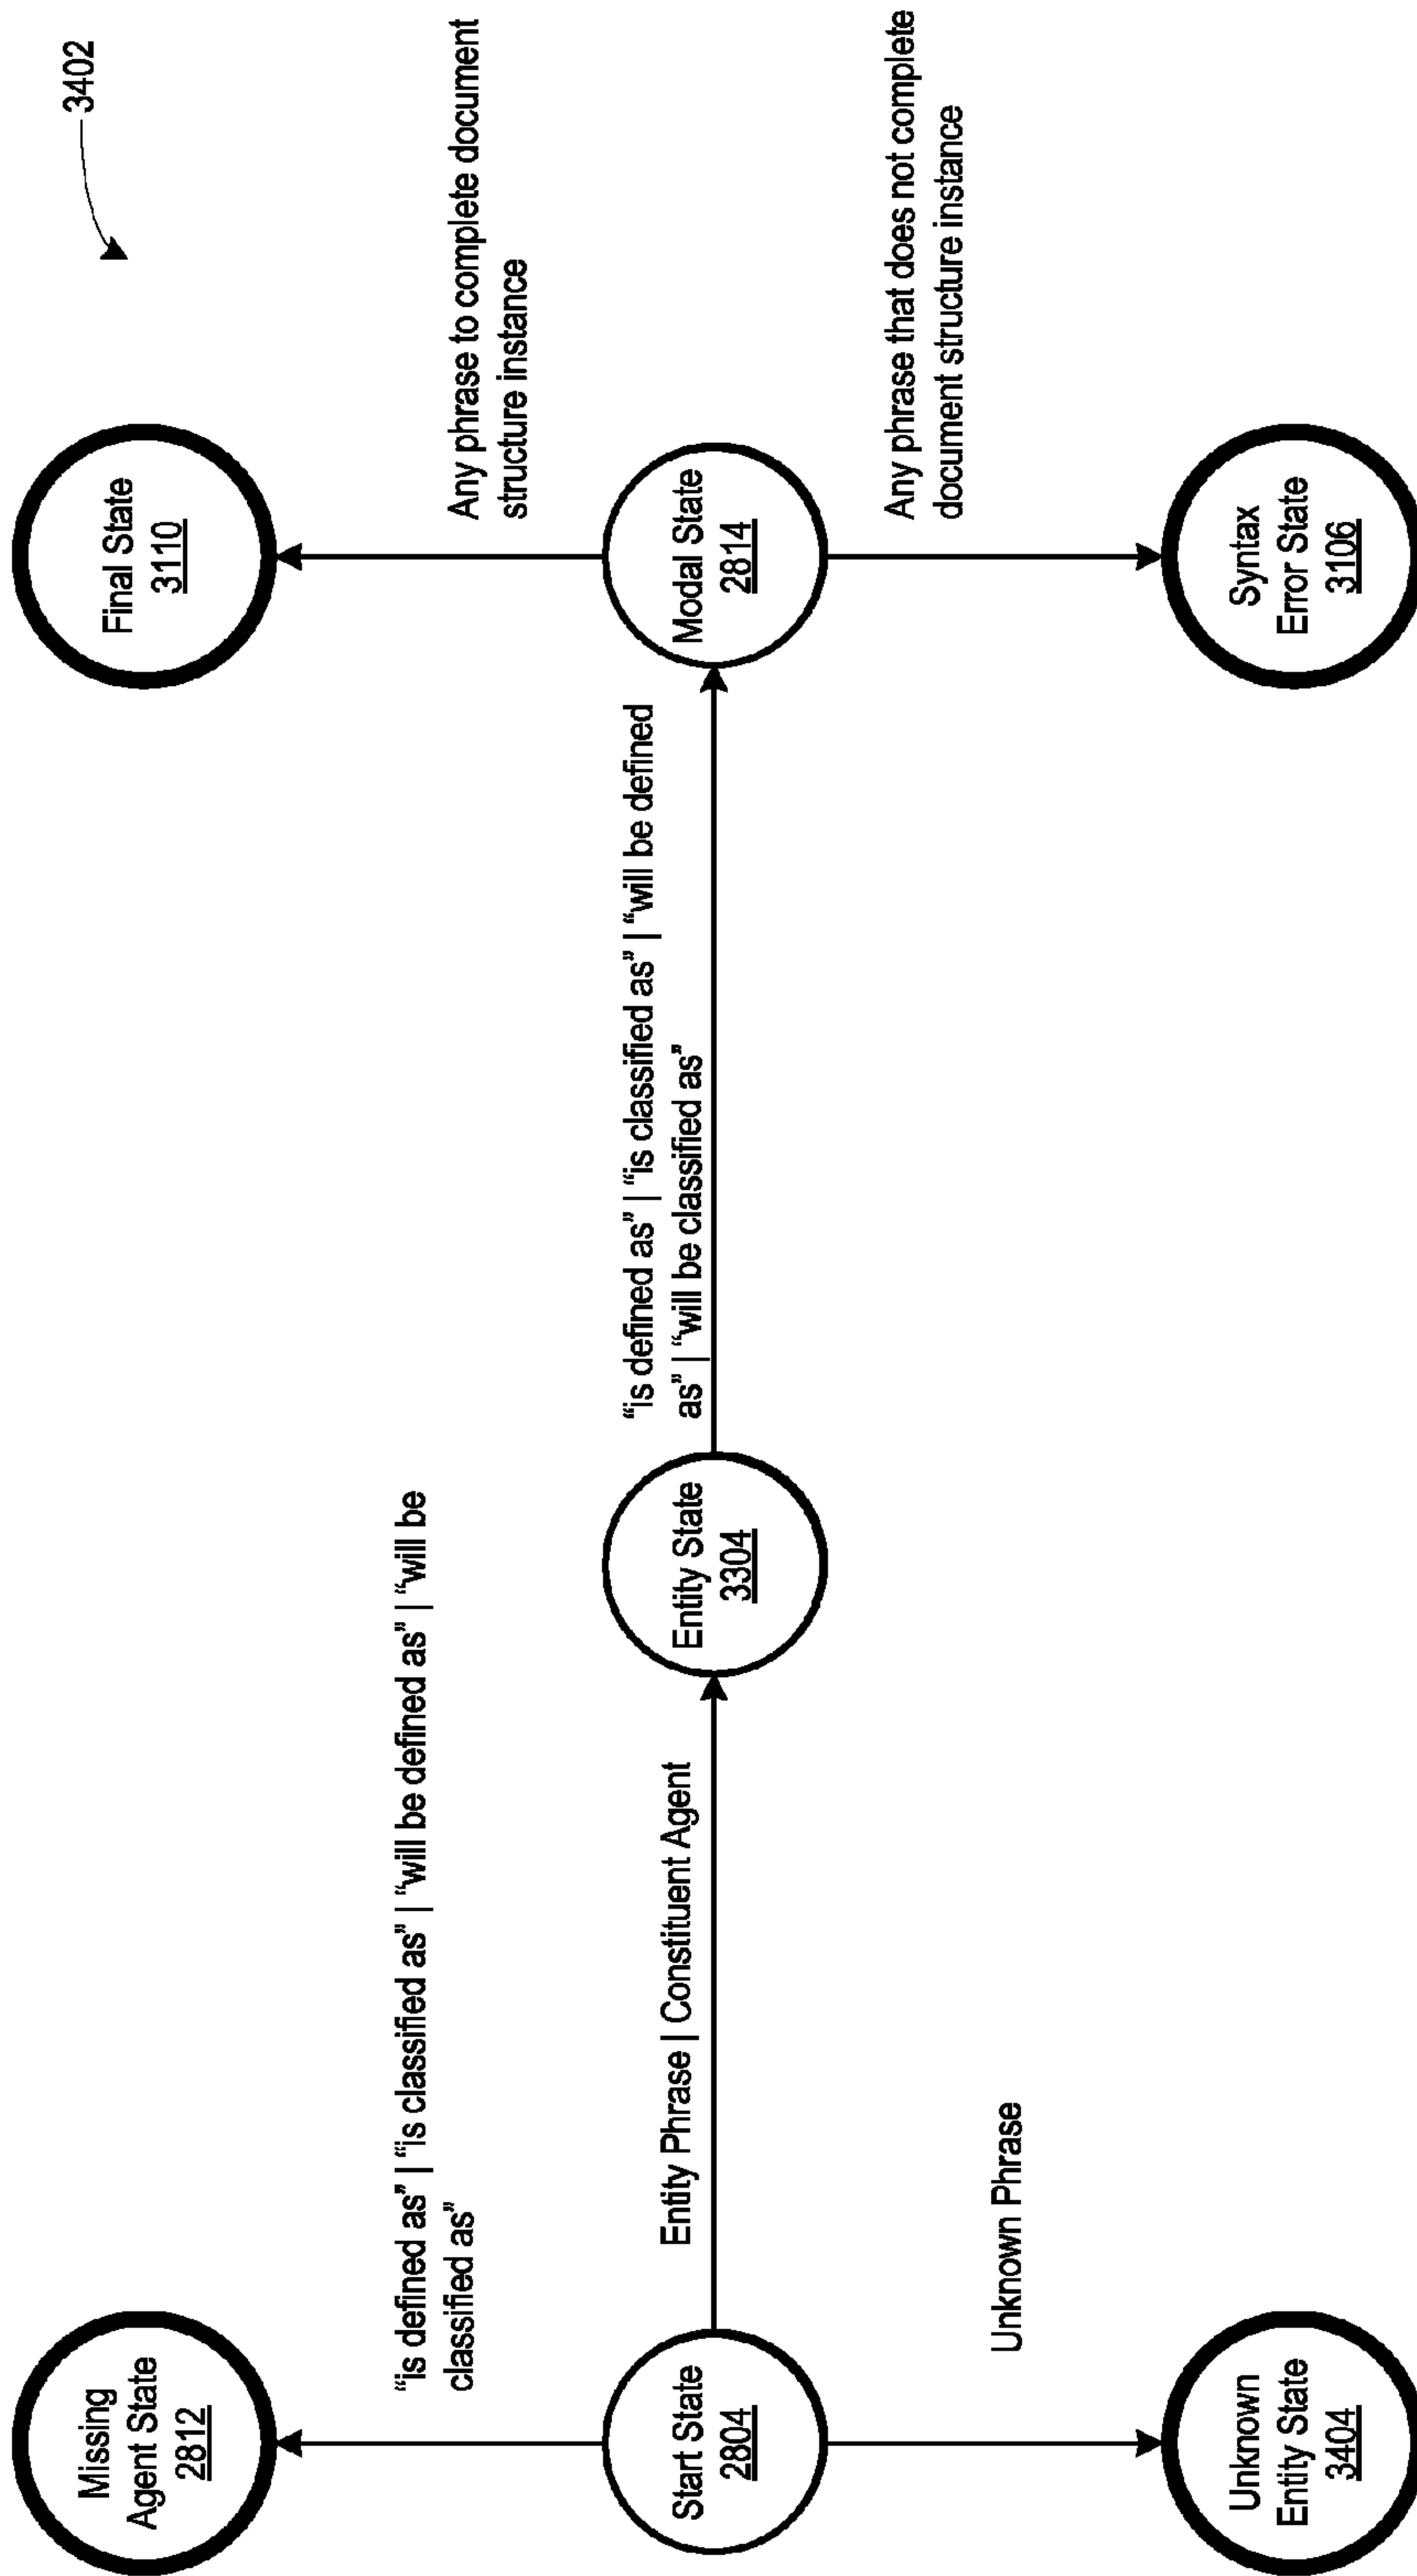 3402
Missing
Agent State
2812
"is defined as" | "is classified as" | "will be defined as" | "will be
classified as"
Final State
3110
Any phrase to complete document
structure instance
Start State
2804
Entity Phrase | Constituent Agent
Entity State
3304
"is defined as" | "is classified as" | "will be defined
as" | "will be classified as"
Modal State
2814
Unknown Phrase
Any phrase that does not complete
document structure instance
Unknown
Entity State
3404
Syntax
Error State
3106